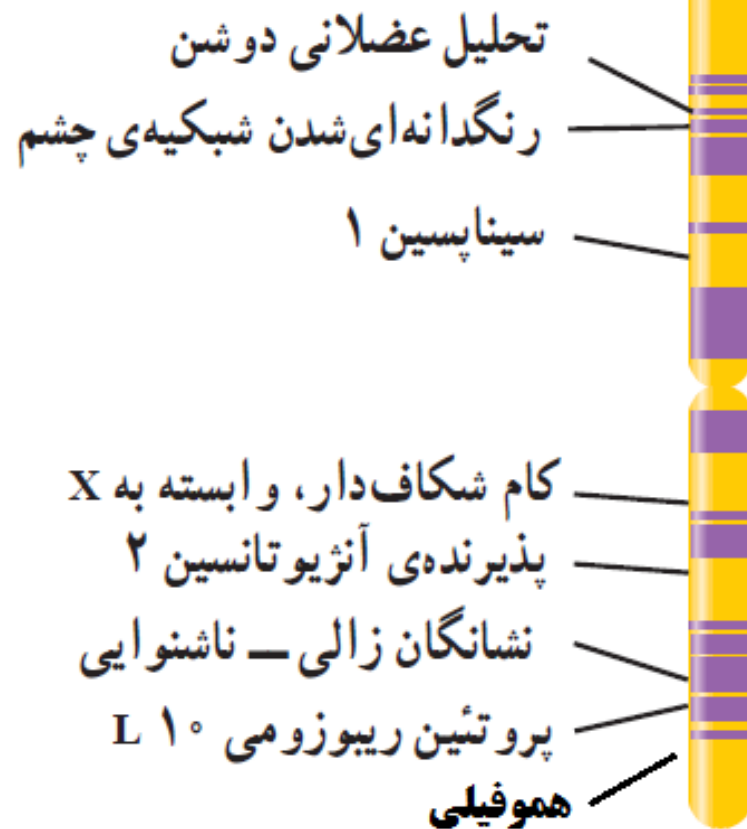 تحلیل عضلانی دوشن
رنگدانه‌ای‌شدن شبکیه‌ی چشم
سیناپسین ۱
کام شکاف‌دار، وابسته به X
پذیرنده‌ی آنژیوتانسین ۲
نشانگان زالی ــ ناشنوایی
پروتئین ریبوزومی L ۱۰
هموفیلی